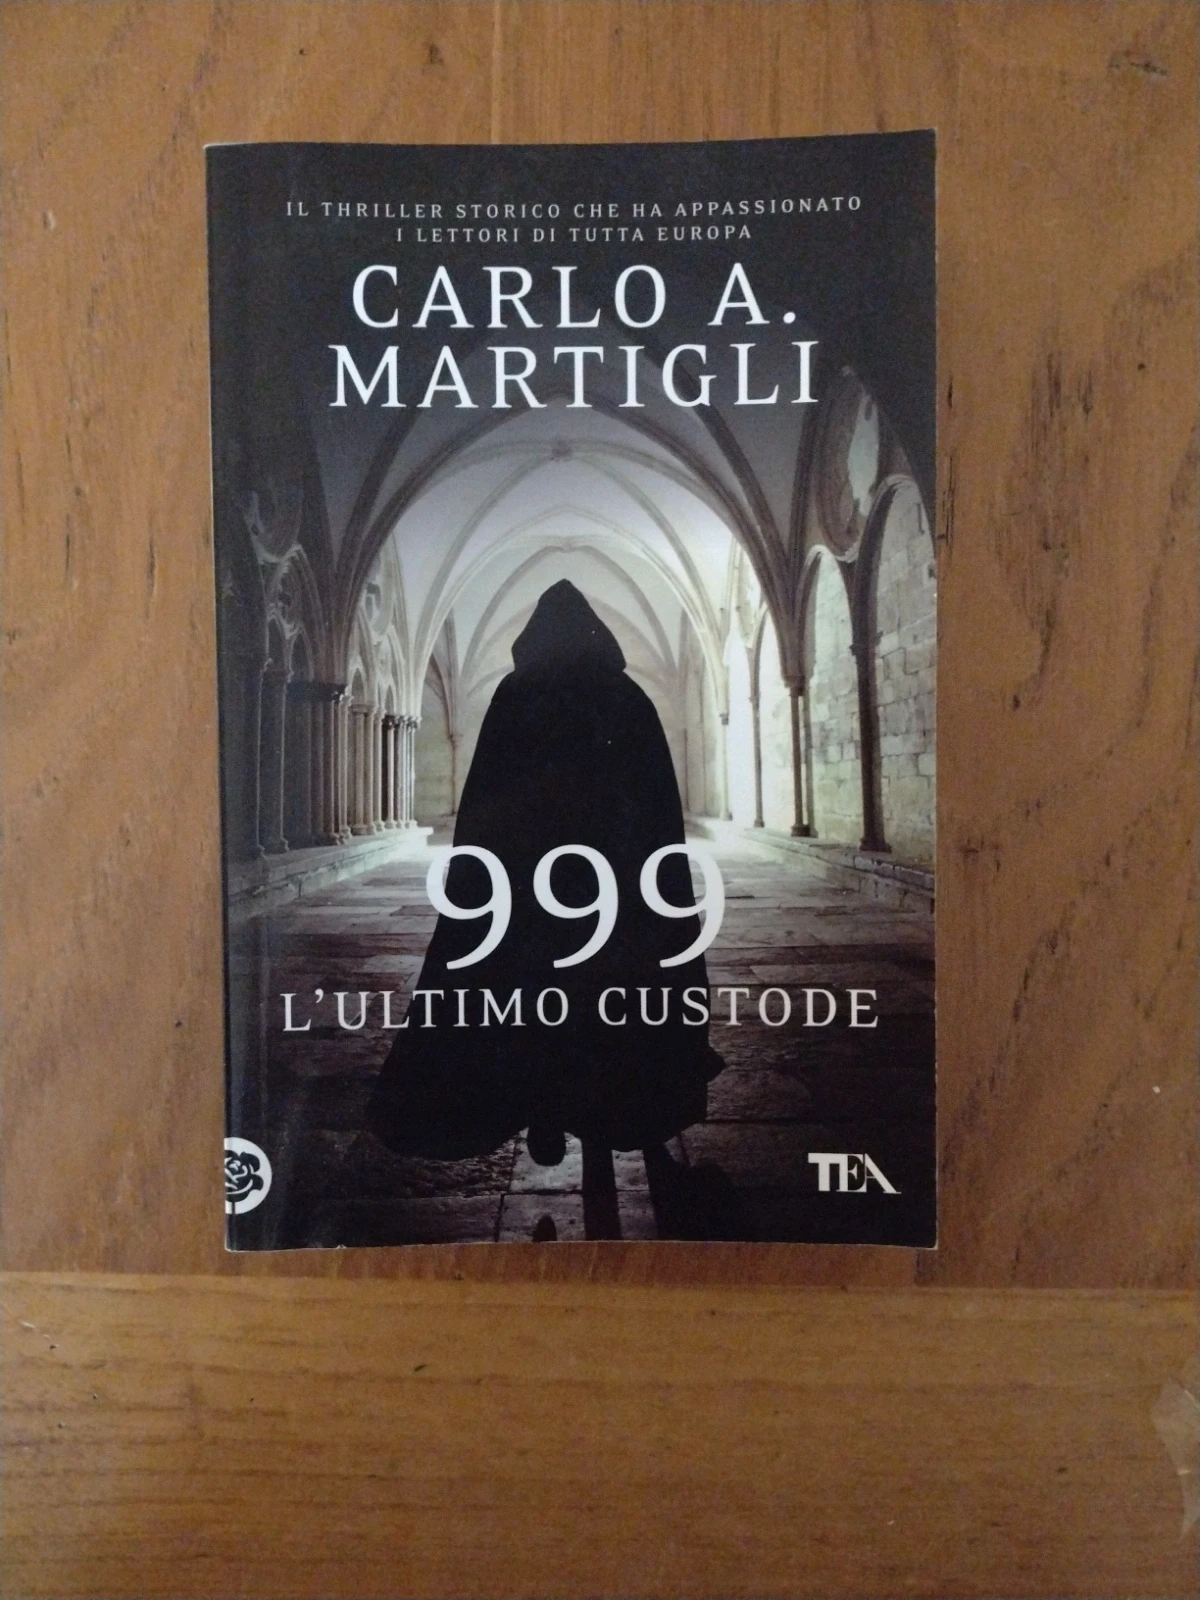 IL THRILLER STORICO CHE HA APPASSIONATO
I LETTORI DI TUTTA EUROPA
CARLO A.
MARTIGLI
999
L'ULTIMO CUSTODE
TEA